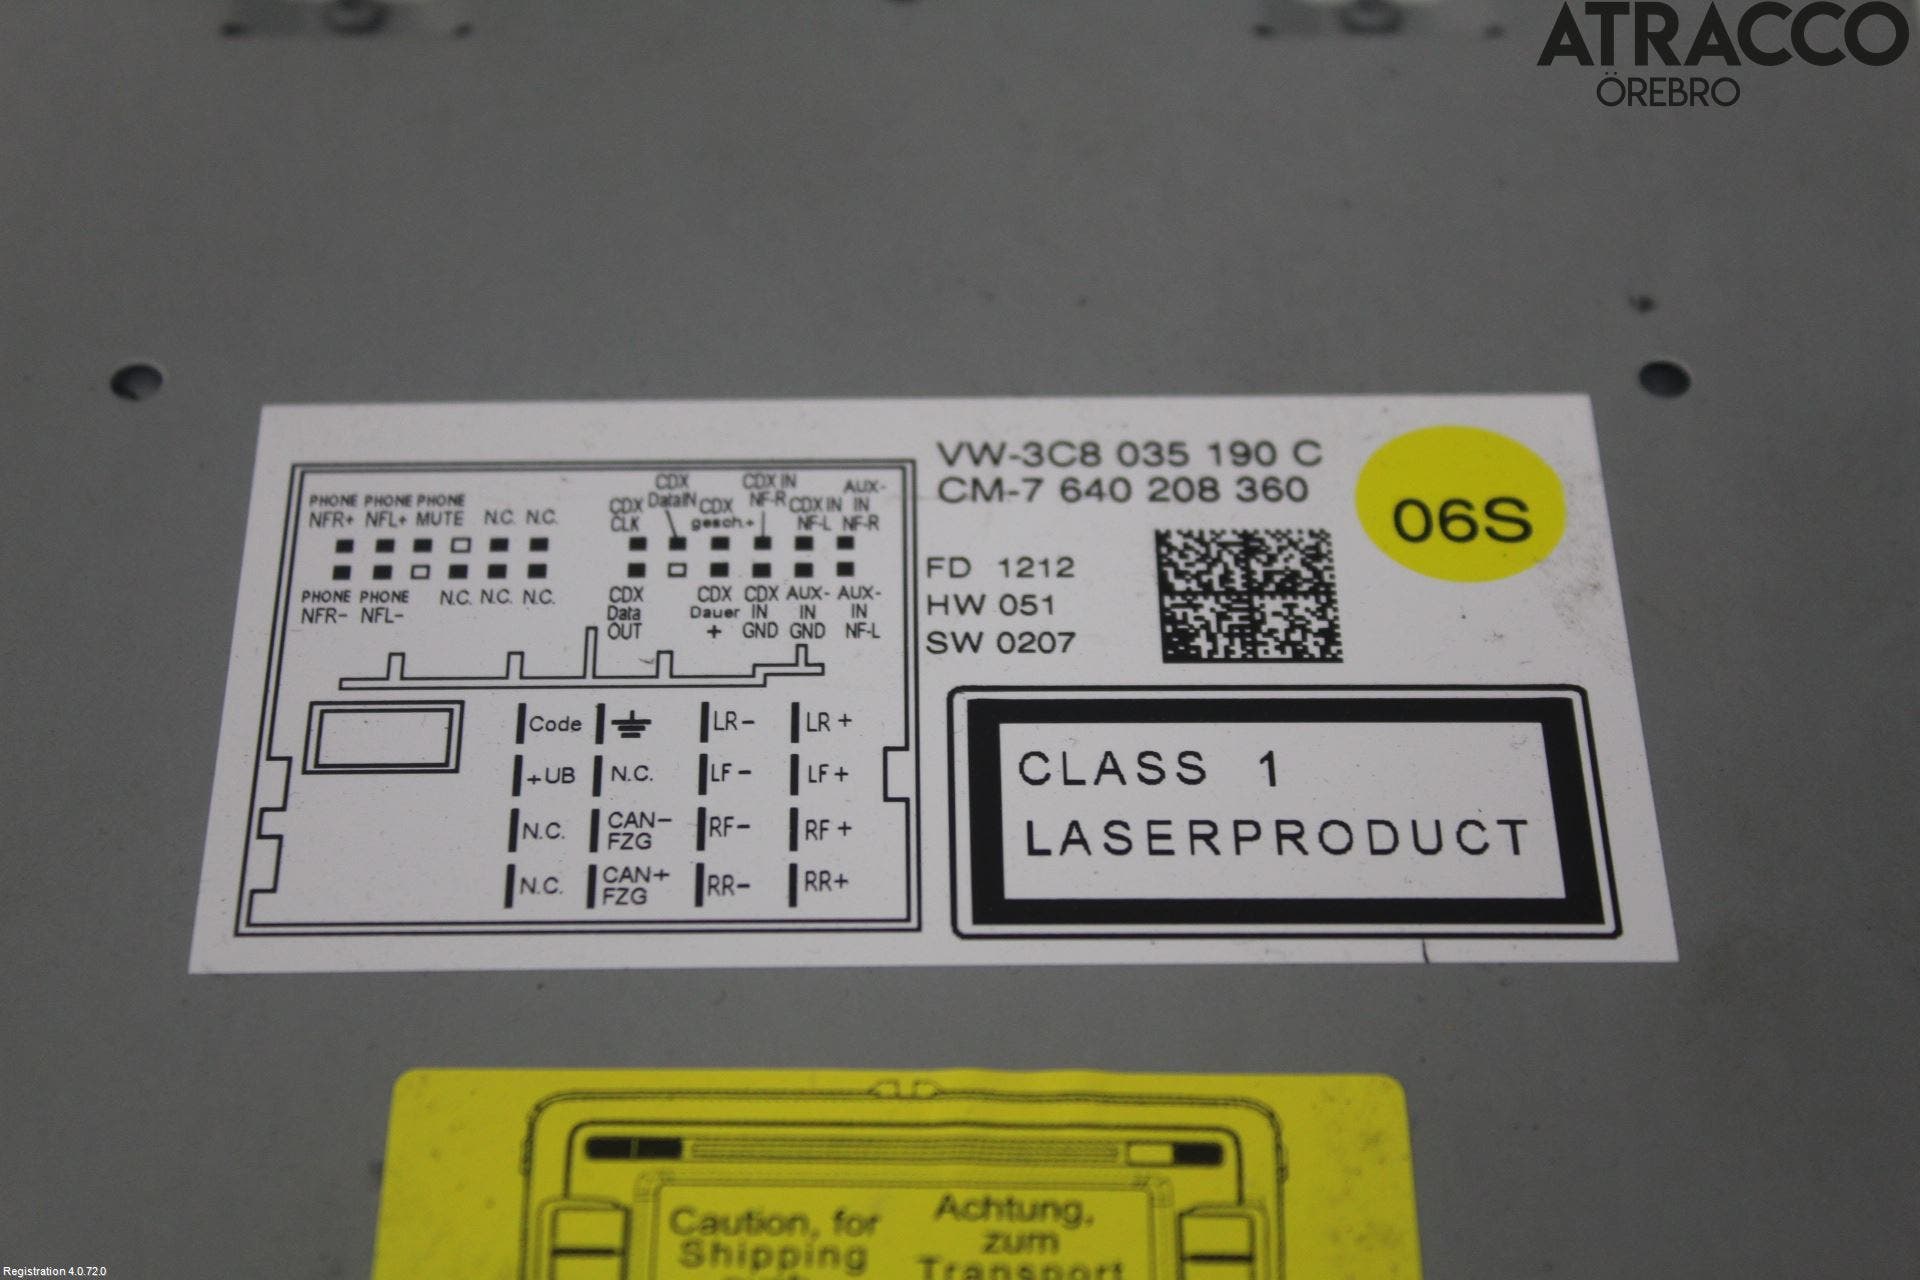 ATRACCO
ÖREBRO
VW-3C8 035 190 C
CM-7 640 208 360
06S
FD 1212
HW 051
SW 0207
PHONE PHONE PHONE
NFR+ NFL+ MUTE N.C. N.C.
PHONE PHONE
NFR- NFL- N.C. N.C. N.C.
CDX CLK
CDX DataIN
CDX gesch.+
CDX IN NF-R
CDX IN NF-L
AUX-IN NF-R
CDX Data OUT
CDX Dauer +
CDX IN GND
AUX-IN GND
AUX-IN NF-L
Code LR- LR+
+UB N.C. LF- LF+
N.C. CAN- FZG RF- RF+
N.C. CAN+ FZG RR- RR+
CLASS 1
LASERPRODUCT
Caution, for
Shipping
Achtung,
zum
Transport
Registration 4.0.72.0